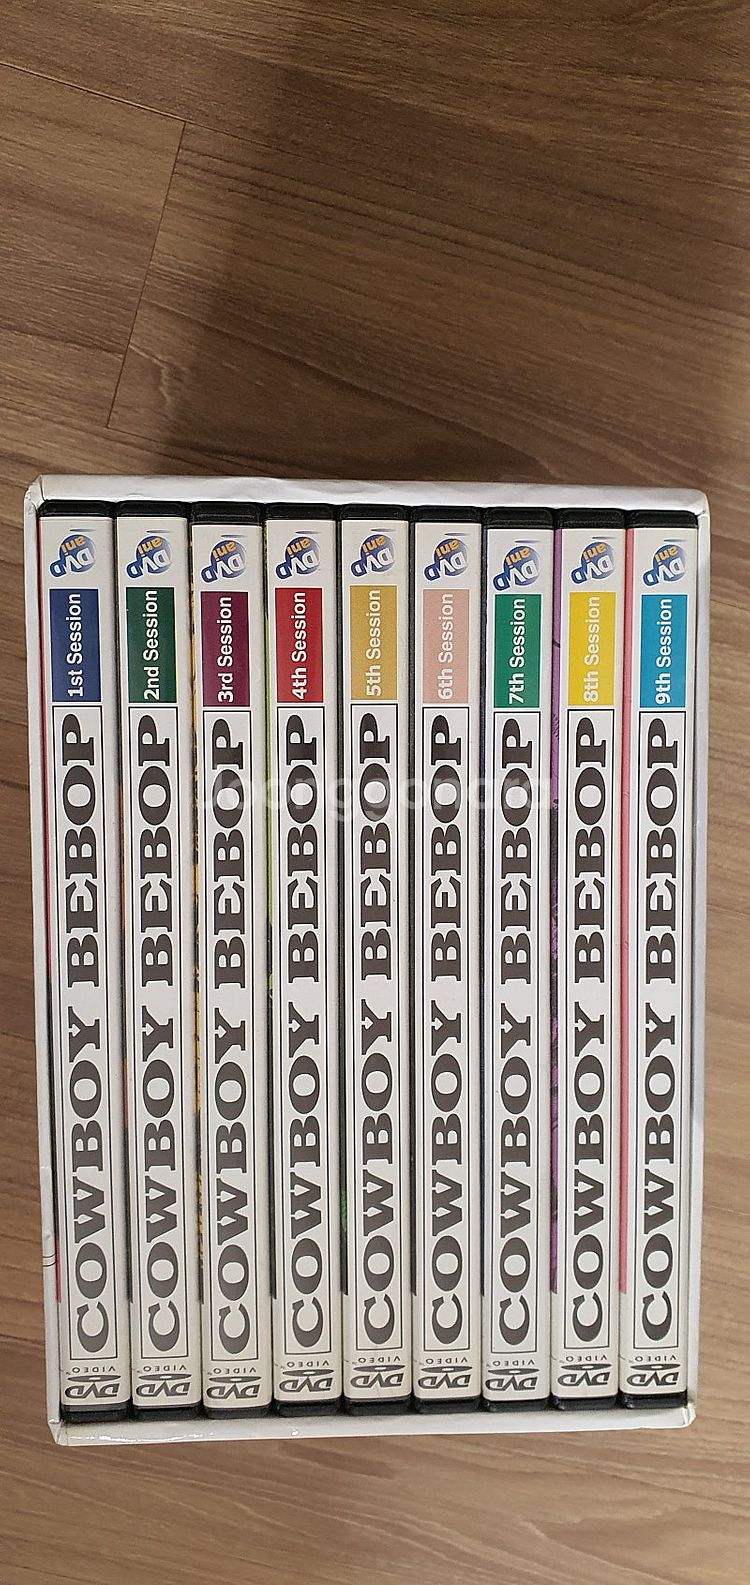 DVD ani
1st Session
COWBOY BEBOP
DVD VIDEO
DVD ani
2nd Session
COWBOY BEBOP
DVD VIDEO
DVD ani
3rd Session
COWBOY BEBOP
DVD VIDEO
DVD ani
4th Session
COWBOY BEBOP
DVD VIDEO
DVD ani
5th Session
COWBOY BEBOP
DVD VIDEO
DVD ani
6th Session
COWBOY BEBOP
DVD VIDEO
DVD ani
7th Session
COWBOY BEBOP
DVD VIDEO
DVD ani
8th Session
COWBOY BEBOP
DVD VIDEO
DVD ani
9th Session
COWBOY BEBOP
DVD VIDEO
Joonggonara